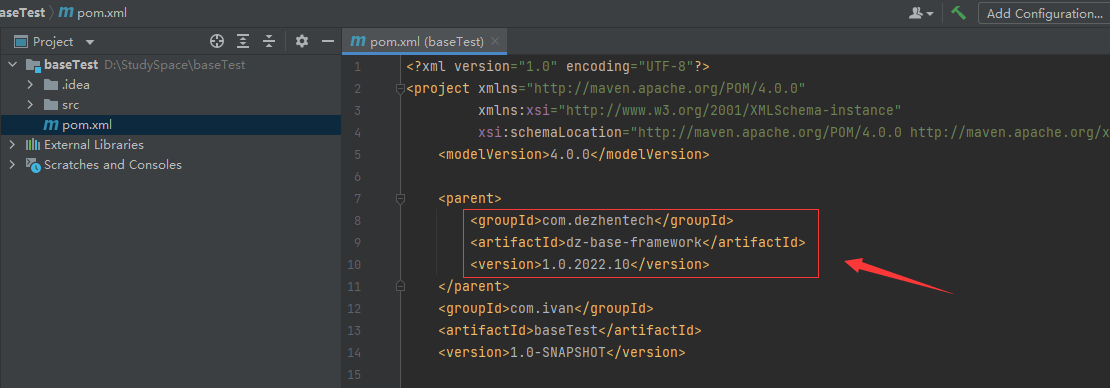 aseTest
pom.xml
Add Configuration...
Project
pom.xml (baseTest)
baseTest D:\StudySpace\baseTest
.idea
src
pom.xml
External Libraries
Scratches and Consoles
1 <?xml version="1.0" encoding="UTF-8"?>
2 <project xmlns="http://maven.apache.org/POM/4.0.0"
3 xmlns:xsi="http://www.w3.org/2001/XMLSchema-instance"
4 xsi:schemaLocation="http://maven.apache.org/POM/4.0.0 http://maven.apache.org/x
5 <modelVersion>4.0.0</modelVersion>
6
7 <parent>
8 <groupId>com.dezhentech</groupId>
9 <artifactId>dz-base-framework</artifactId>
10 <version>1.0.2022.10</version>
11 </parent>
12 <groupId>com.ivan</groupId>
13 <artifactId>baseTest</artifactId>
14 <version>1.0-SNAPSHOT</version>
15